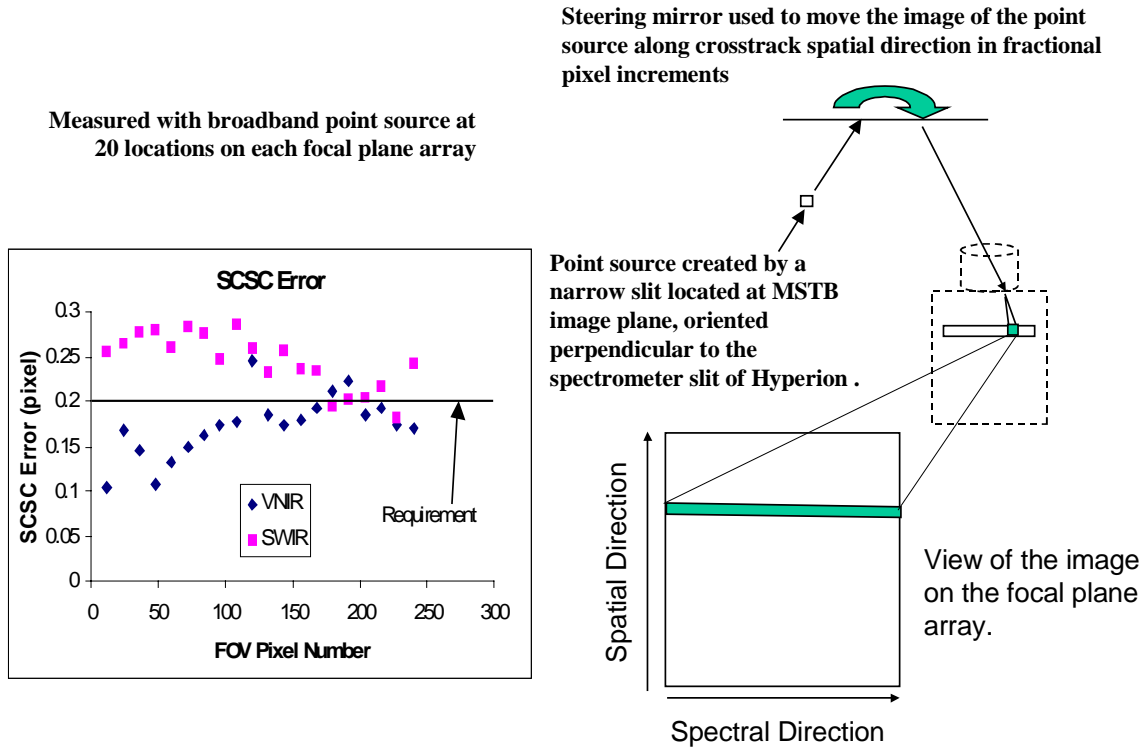 Steering mirror used to move the image of the point
source along crosstrack spatial direction in fractional
pixel increments
Measured with broadband point source at
20 locations on each focal plane array
SCSC Error
SCSC Error (pixel)
0.3
0.25
0.2
0.15
0.1
0.05
0
VNIR
SWIR
Requirement
0
50
100
150
200
250
300
FOV Pixel Number
Point source created by a
narrow slit located at MSTB
image plane, oriented
perpendicular to the
spectrometer slit of Hyperion .
Spatial Direction
Spectral Direction
View of the image
on the focal plane
array.